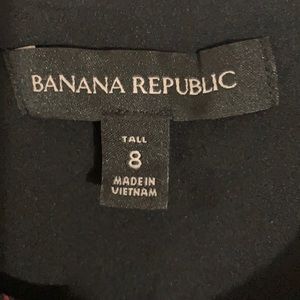 BANANA REPUBLIC
TALL
8
MADE IN
VIETNAM